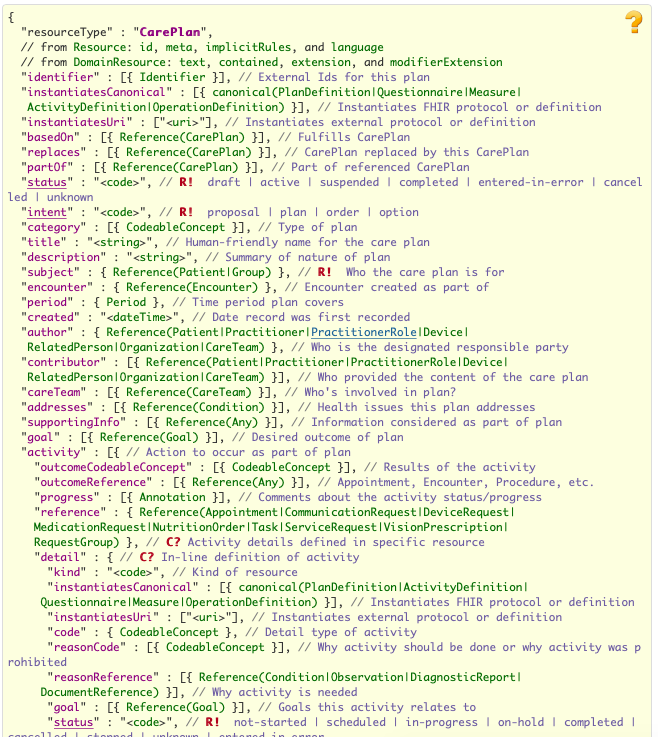 {
"resourceType" : "CarePlan",
// from Resource: id, meta, implicitRules, and language
// from DomainResource: text, contained, extension, and modifierExtension
"identifier" : [{ Identifier }], // External Ids for this plan
"instantiatesCanonical" : [{ canonical(PlanDefinition|Questionnaire|Measure|
ActivityDefinition|OperationDefinition) }], // Instantiates FHIR protocol or definition
"instantiatesUri" : ["<uri>"], // Instantiates external protocol or definition
"basedOn" : [{ Reference(CarePlan) }], // Fulfills CarePlan
"replaces" : [{ Reference(CarePlan) }], // CarePlan replaced by this CarePlan
"partOf" : [{ Reference(CarePlan) }], // Part of referenced CarePlan
"status" : "<code>", // R! draft | active | suspended | completed | entered-in-error | cancel
led | unknown
"intent" : "<code>", // R! proposal | plan | order | option
"category" : [{ CodeableConcept }], // Type of plan
"title" : "<string>", // Human-friendly name for the care plan
"description" : "<string>", // Summary of nature of plan
"subject" : { Reference(Patient|Group) }, // R! Who the care plan is for
"encounter" : { Reference(Encounter) }, // Encounter created as part of
"period" : { Period }, // Time period plan covers
"created" : "<dateTime>", // Date record was first recorded
"author" : { Reference(Patient|Practitioner|PractitionerRole|Device|
RelatedPerson|Organization|CareTeam) }, // Who is the designated responsible party
"contributor" : [{ Reference(Patient|Practitioner|PractitionerRole|Device|
RelatedPerson|Organization|CareTeam) }], // Who provided the content of the care plan
"careTeam" : [{ Reference(CareTeam) }], // Who's involved in plan?
"addresses" : [{ Reference(Condition) }], // Health issues this plan addresses
"supportingInfo" : [{ Reference(Any) }], // Information considered as part of plan
"goal" : [{ Reference(Goal) }], // Desired outcome of plan
"activity" : [{ // Action to occur as part of plan
"outcomeCodeableConcept" : [{ CodeableConcept }], // Results of the activity
"outcomeReference" : [{ Reference(Any) }], // Appointment, Encounter, Procedure, etc.
"progress" : [{ Annotation }], // Comments about the activity status/progress
"reference" : { Reference(Appointment|CommunicationRequest|DeviceRequest|
MedicationRequest|NutritionOrder|Task|ServiceRequest|VisionPrescription|
RequestGroup) }, // C? Activity details defined in specific resource
"detail" : { // C? In-line definition of activity
"kind" : "<code>", // Kind of resource
"instantiatesCanonical" : [{ canonical(PlanDefinition|ActivityDefinition|
Questionnaire|Measure|OperationDefinition) }], // Instantiates FHIR protocol or definition
"instantiatesUri" : ["<uri>"], // Instantiates external protocol or definition
"code" : { CodeableConcept }, // Detail type of activity
"reasonCode" : [{ CodeableConcept }], // Why activity should be done or why activity was p
rohibited
"reasonReference" : [{ Reference(Condition|Observation|DiagnosticReport|
DocumentReference) }], // Why activity is needed
"goal" : [{ Reference(Goal) }], // Goals this activity relates to
"status" : "<code>", // R! not-started | scheduled | in-progress | on-hold | completed |
cancelled | stopped | unknown | entered-in-error